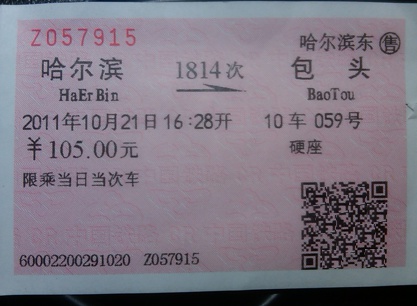 Z057915 哈尔滨东 售
哈尔滨 1814次 包头
HaErBin BaoTou
2011年10月21日16:28开 10车 059号
￥105.00元 硬座
限乘当日当次车
60002200291020 Z057915